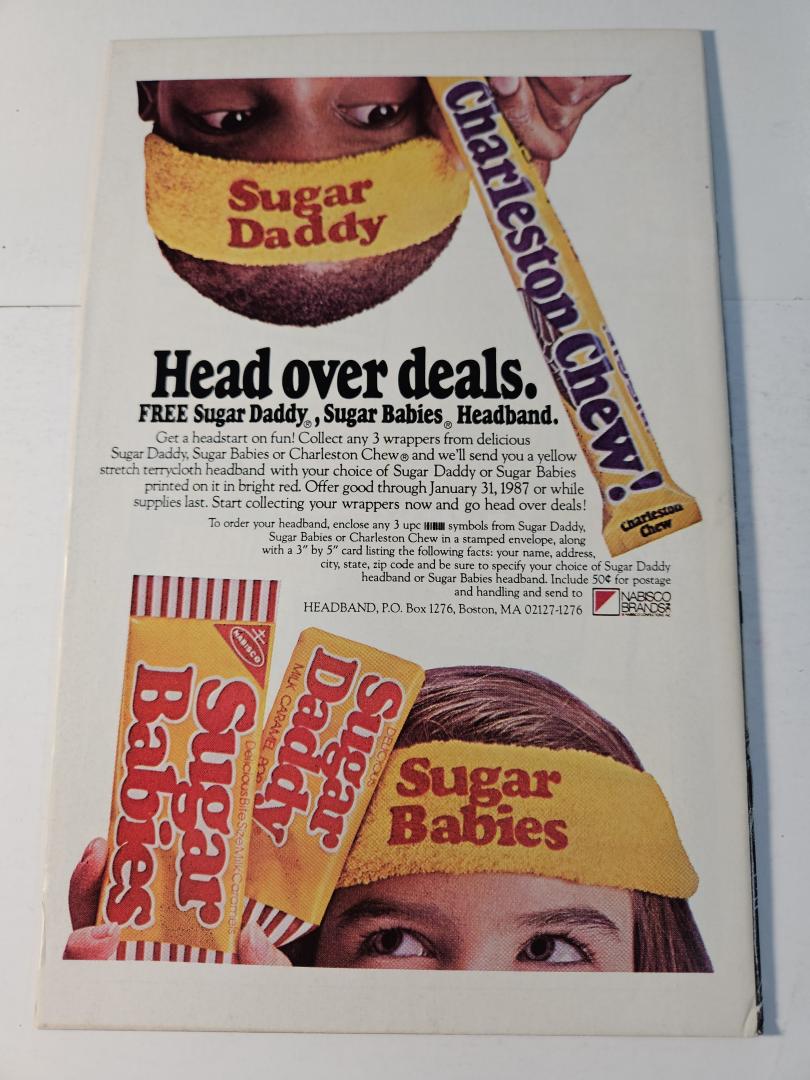 Sugar
Daddy
Charleston Chew!
Charleston
Chew
Head over deals.
FREE Sugar Daddy®, Sugar Babies® Headband.
Get a headstart on fun! Collect any 3 wrappers from delicious
Sugar Daddy, Sugar Babies or Charleston Chew® and we'll send you a yellow
stretch terrycloth headband with your choice of Sugar Daddy or Sugar Babies
printed on it in bright red. Offer good through January 31, 1987 or while
supplies last. Start collecting your wrappers now and go head over deals!
To order your headband, enclose any 3 upc symbols from Sugar Daddy,
Sugar Babies or Charleston Chew in a stamped envelope, along
with a 3" by 5" card listing the following facts: your name, address,
city, state, zip code and be sure to specify your choice of Sugar Daddy
headband or Sugar Babies headband. Include 50¢ for postage
and handling and send to
HEADBAND, P.O. Box 1276, Boston, MA 02127-1276
NABISCO
BRANDS
NABISCO
Sugar
Babies
Delicious Bite Size Milk Caramels
DELICIOUS
Sugar
Daddy
MILK CARAMEL POP
Sugar
Babies